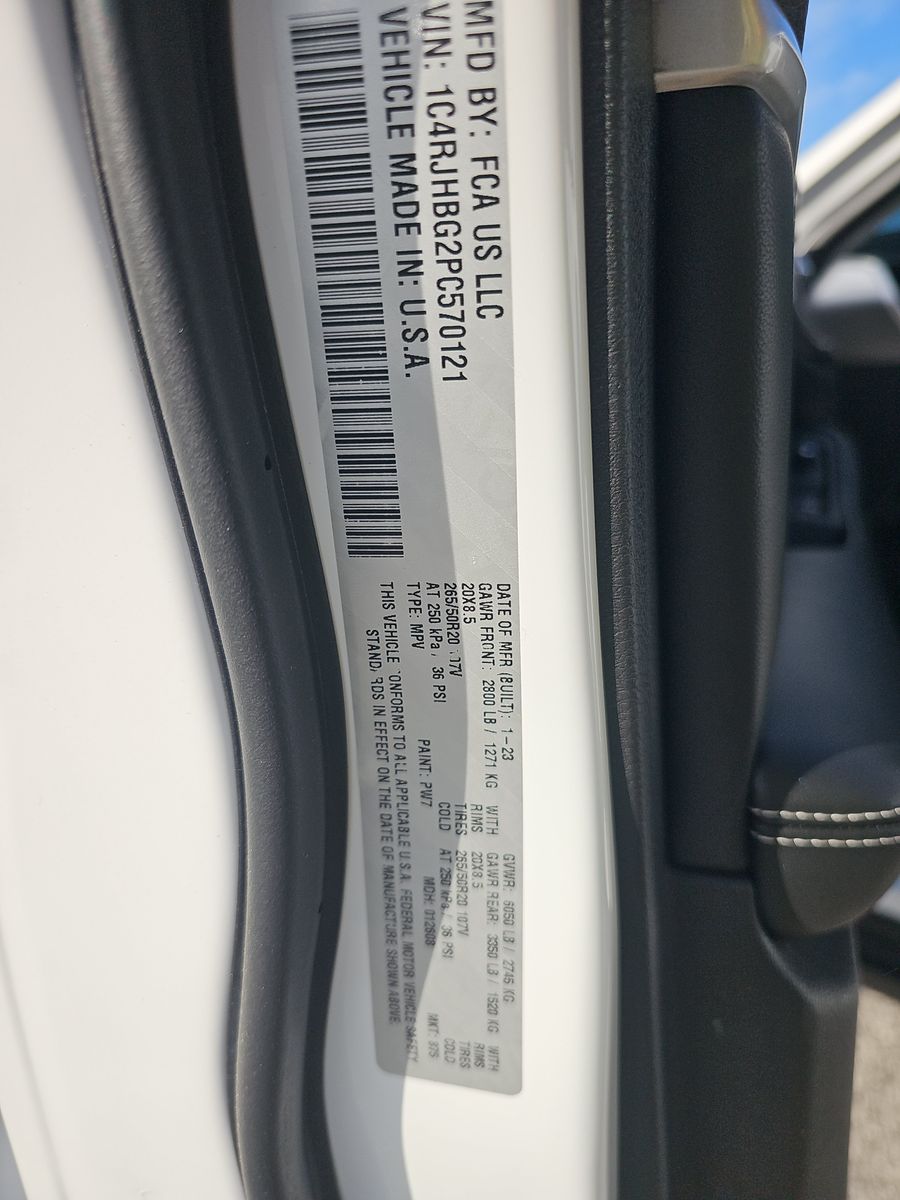 MFD BY: FCA US LLC
VIN: 1C4RJHBG2PC570121
VEHICLE MADE IN: U.S.A.
DATE OF MFR (BUILT): 1-23 GVWR: 6050 LB / 2745 KG
GAWR FRONT: 2800 LB / 1271 KG WITH GAWR REAR: 3350 LB / 1520 KG WITH
20X8.5 RIMS 20X8.5 RIMS
265/50R20 107V TIRES 265/50R20 107V TIRES
AT 250 kPa, 36 PSI COLD AT 250 kPa / 36 PSI COLD
TYPE: MPV PAINT: PW7 MDH: 012608 MKT:
THIS VEHICLE CONFORMS TO ALL APPLICABLE U.S.A. FEDERAL MOTOR VEHICLE SAFETY
STANDARDS IN EFFECT ON THE DATE OF MANUFACTURE SHOWN ABOVE.